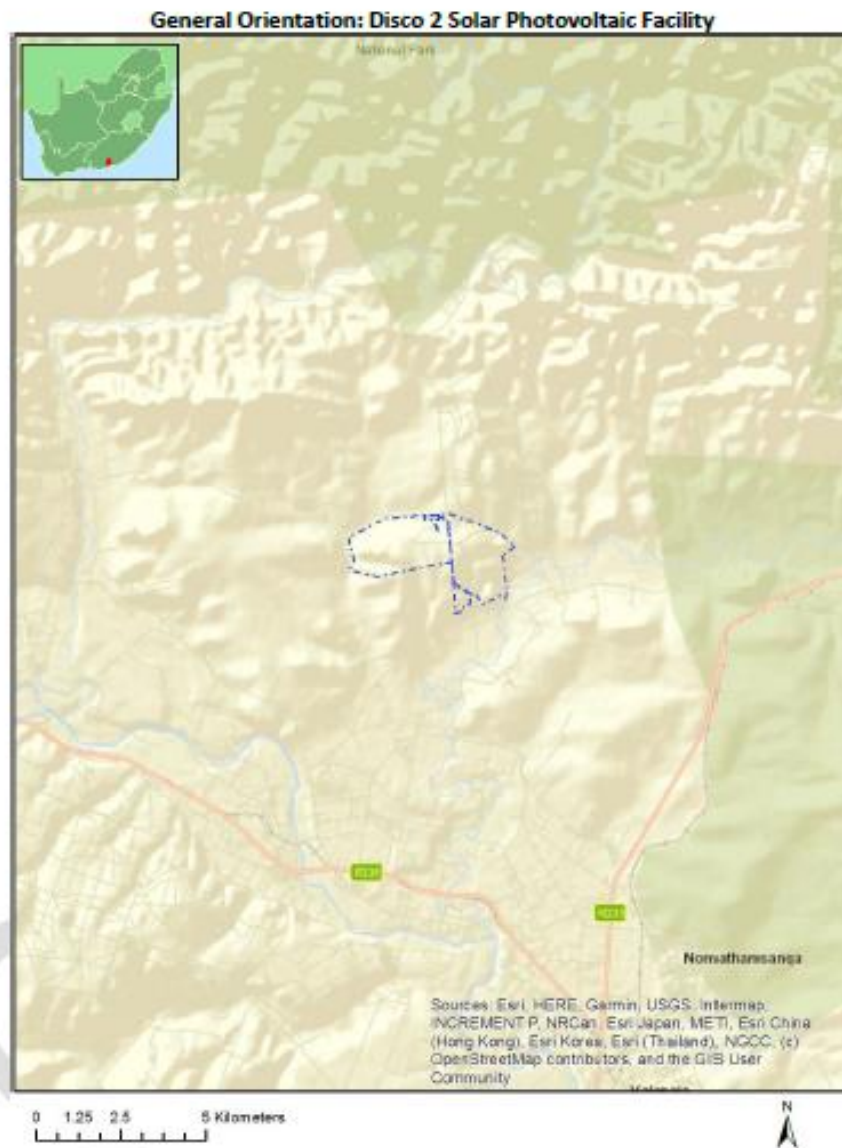 General Orientation: Disco 2 Solar Photovoltaic Facility
National Park
Nomathamsanqa
Sources: Esri, HERE, Garmin, USGS, Intermap,
INCREMENT P, NRCan, Esri Japan, METI, Esri China
(Hong Kong), Esri Korea, Esri (Thailand), NGCC, (c)
OpenStreetMap contributors, and the GIS User
Community
0 1.25 2.5 5 Kilometers
N